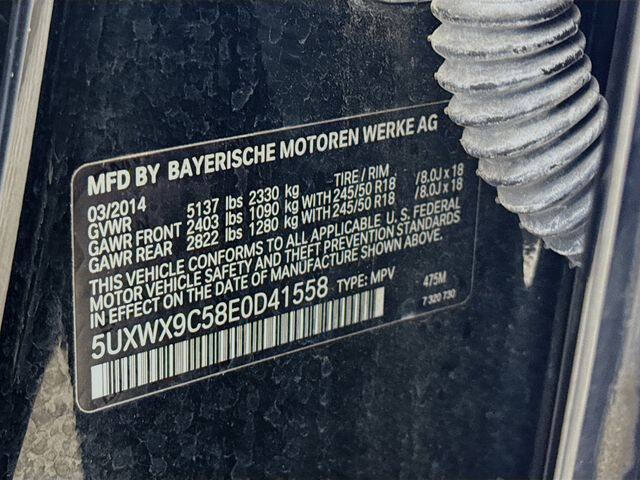 MFD BY BAYERISCHE MOTOREN WERKE AG
03/2014 TIRE / RIM
GVWR 5137 lbs 2330 kg
GAWR FRONT 2403 lbs 1090 kg WITH 245/50 R18 /8.0J x 18
GAWR REAR 2822 lbs 1280 kg WITH 245/50 R18 /8.0J x 18
THIS VEHICLE CONFORMS TO ALL APPLICABLE U.S. FEDERAL
MOTOR VEHICLE SAFETY AND THEFT PREVENTION STANDARDS
IN EFFECT ON THE DATE OF MANUFACTURE SHOWN ABOVE.
5UXWX9C58E0D41558 TYPE: MPV 475M
7 320 730